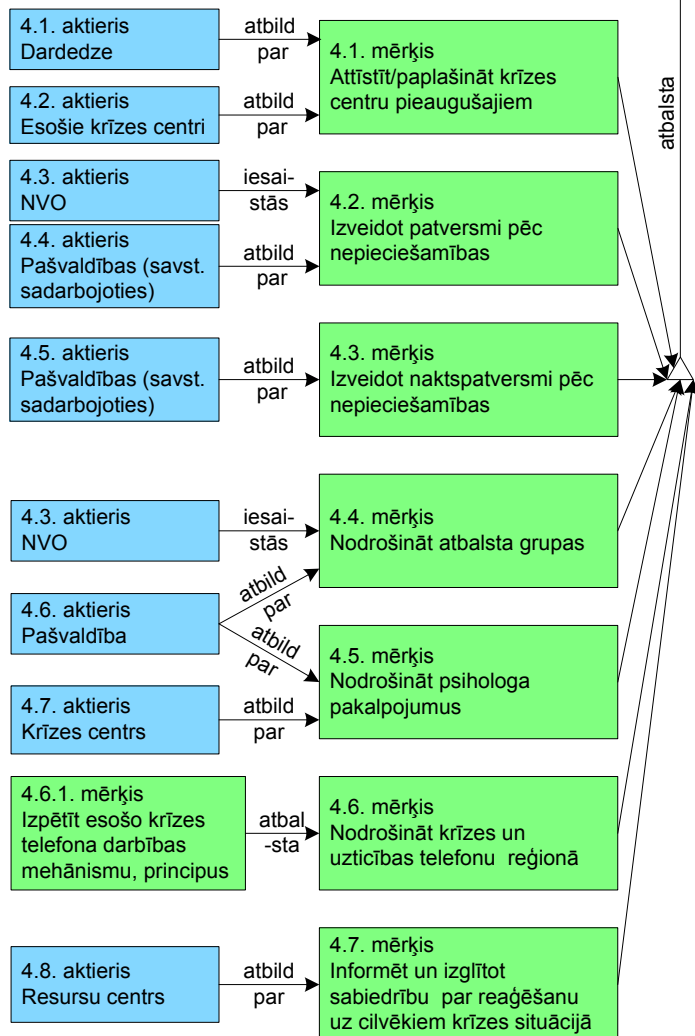 4.1. aktieris
Dardedze
atbild
par
4.1. mērķis
Attīstīt/paplašināt krīzes
centru pieaugušajiem
4.2. aktieris
Esošie krīzes centri
atbild
par
atbalsta
4.3. aktieris
NVO
iesai-
stās
4.2. mērķis
Izveidot patversmi pēc
nepieciešamības
4.4. aktieris
Pašvaldības (savst.
sadarbojoties)
atbild
par
4.5. aktieris
Pašvaldības (savst.
sadarbojoties)
atbild
par
4.3. mērķis
Izveidot naktspatversmi pēc
nepieciešamības
4.3. aktieris
NVO
iesai-
stās
4.4. mērķis
Nodrošināt atbalsta grupas
4.6. aktieris
Pašvaldība
atbild
par
atbild
par
4.5. mērķis
Nodrošināt psihologa
pakalpojumus
4.7. aktieris
Krīzes centrs
atbild
par
4.6.1. mērķis
Izpētīt esošo krīzes
telefona darbības
mehānismu, principus
atbal
-sta
4.6. mērķis
Nodrošināt krīzes un
uzticības telefonu reģionā
4.8. aktieris
Resursu centrs
atbild
par
4.7. mērķis
Informēt un izglītot
sabiedrību par reaģēšanu
uz cilvēkiem krīzes situācijā